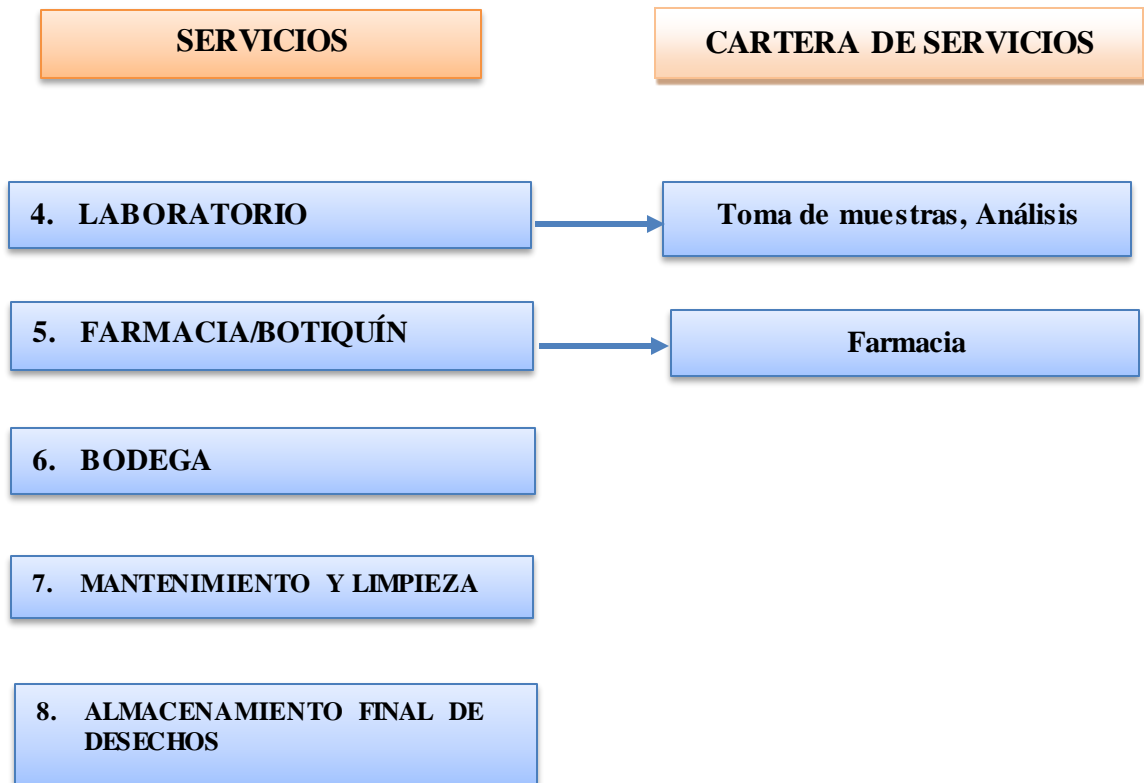 SERVICIOS
CARTERA DE SERVICIOS
4. LABORATORIO
Toma de muestras, Análisis
5. FARMACIA/BOTIQUÍN
Farmacia
6. BODEGA
7. MANTENIMIENTO Y LIMPIEZA
8. ALMACENAMIENTO FINAL DE
DESECHOS